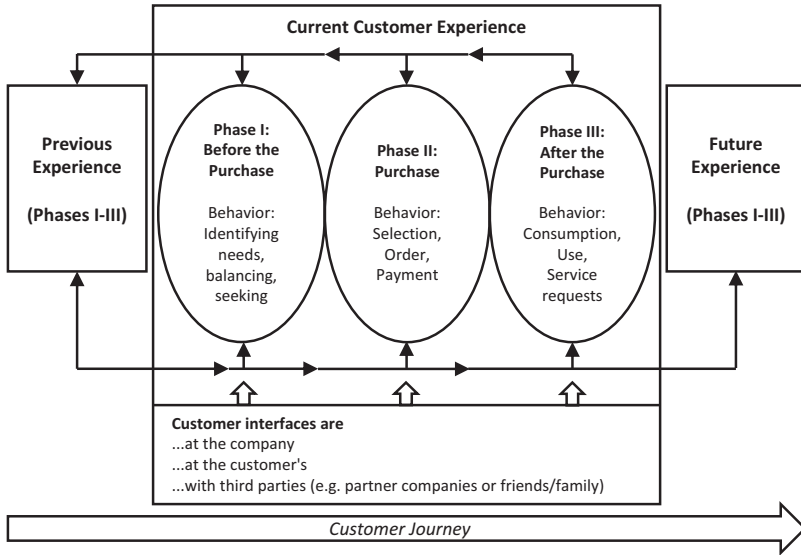 Current Customer Experience
Previous
Experience
(Phases I-III)
Phase I:
Before the
Purchase
Behavior:
Identifying
needs,
balancing,
seeking
Phase II:
Purchase
Behavior:
Selection,
Order,
Payment
Phase III:
After the
Purchase
Behavior:
Consumption,
Use,
Service
requests
Future
Experience
(Phases I-III)
Customer interfaces are
...at the company
...at the customer's
...with third parties (e.g. partner companies or friends/family)
Customer Journey